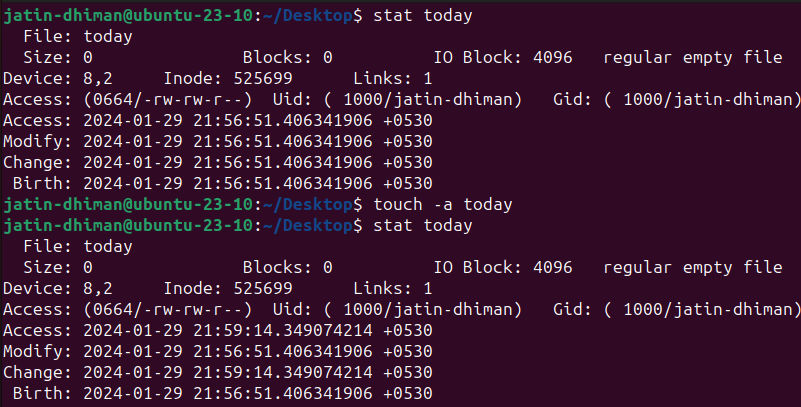 jatin-dhiman@ubuntu-23-10:~/Desktop$ stat today
  File: today
  Size: 0               Blocks: 0          IO Block: 4096   regular empty file
Device: 8,2     Inode: 525699      Links: 1
Access: (0664/-rw-rw-r--)  Uid: ( 1000/jatin-dhiman)   Gid: ( 1000/jatin-dhiman)
Access: 2024-01-29 21:56:51.406341906 +0530
Modify: 2024-01-29 21:56:51.406341906 +0530
Change: 2024-01-29 21:56:51.406341906 +0530
 Birth: 2024-01-29 21:56:51.406341906 +0530
jatin-dhiman@ubuntu-23-10:~/Desktop$ touch -a today
jatin-dhiman@ubuntu-23-10:~/Desktop$ stat today
  File: today
  Size: 0               Blocks: 0          IO Block: 4096   regular empty file
Device: 8,2     Inode: 525699      Links: 1
Access: (0664/-rw-rw-r--)  Uid: ( 1000/jatin-dhiman)   Gid: ( 1000/jatin-dhiman)
Access: 2024-01-29 21:59:14.349074214 +0530
Modify: 2024-01-29 21:56:51.406341906 +0530
Change: 2024-01-29 21:59:14.349074214 +0530
 Birth: 2024-01-29 21:56:51.406341906 +0530